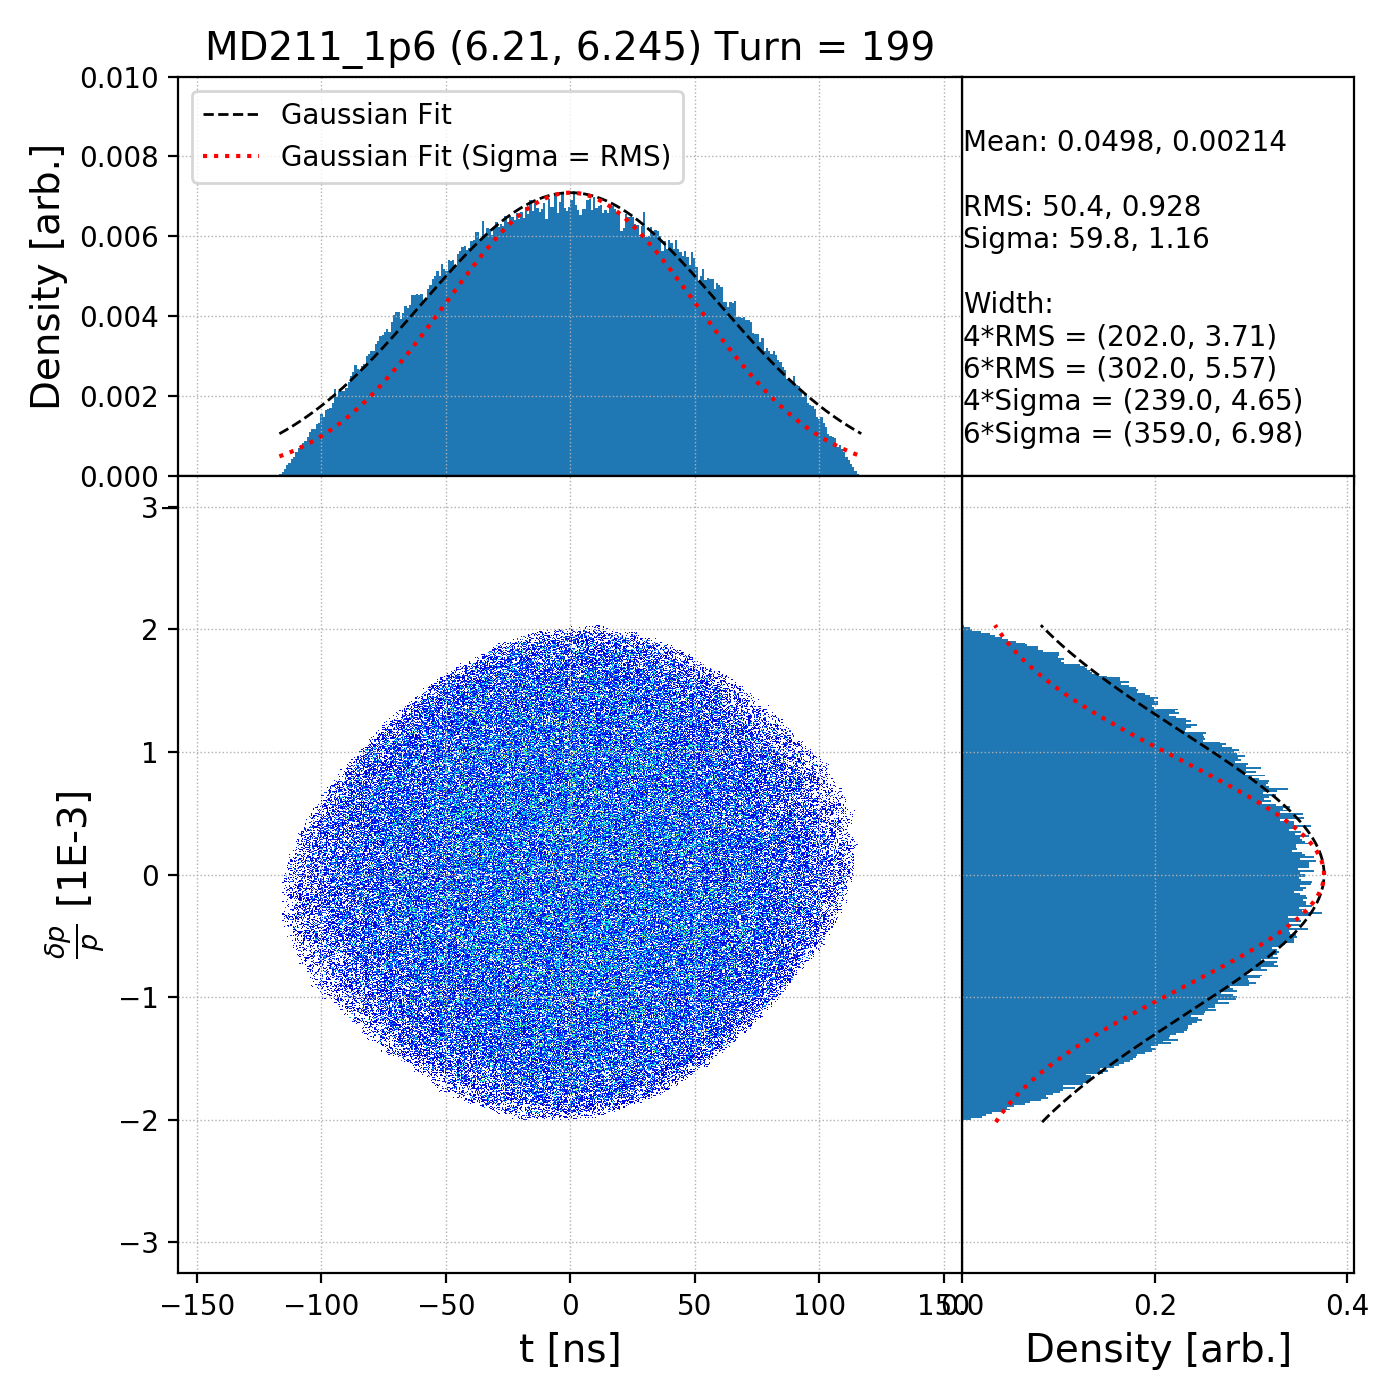 MD211_1p6 (6.21, 6.245) Turn = 199
Density [arb.]
0.010
0.008
0.006
0.004
0.002
0.000
Gaussian Fit
Gaussian Fit (Sigma = RMS)
Mean: 0.0498, 0.00214
RMS: 50.4, 0.928
Sigma: 59.8, 1.16
Width:
4*RMS = (202.0, 3.71)
6*RMS = (302.0, 5.57)
4*Sigma = (239.0, 4.65)
6*Sigma = (359.0, 6.98)
δp/p [1E-3]
3
2
1
0
−1
−2
−3
−150 −100 −50 0 50 100 150
0.0 0.2 0.4
t [ns]
Density [arb.]